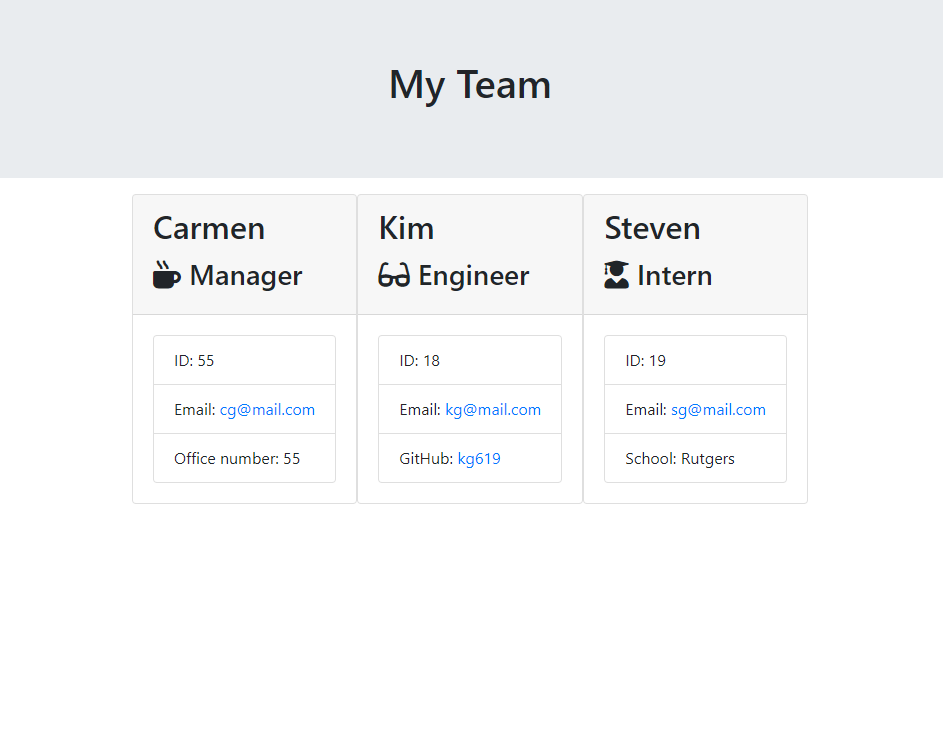 My Team
Carmen
Manager
ID: 55
Email: cg@mail.com
Office number: 55
Kim
Engineer
ID: 18
Email: kg@mail.com
GitHub: kg619
Steven
Intern
ID: 19
Email: sg@mail.com
School: Rutgers